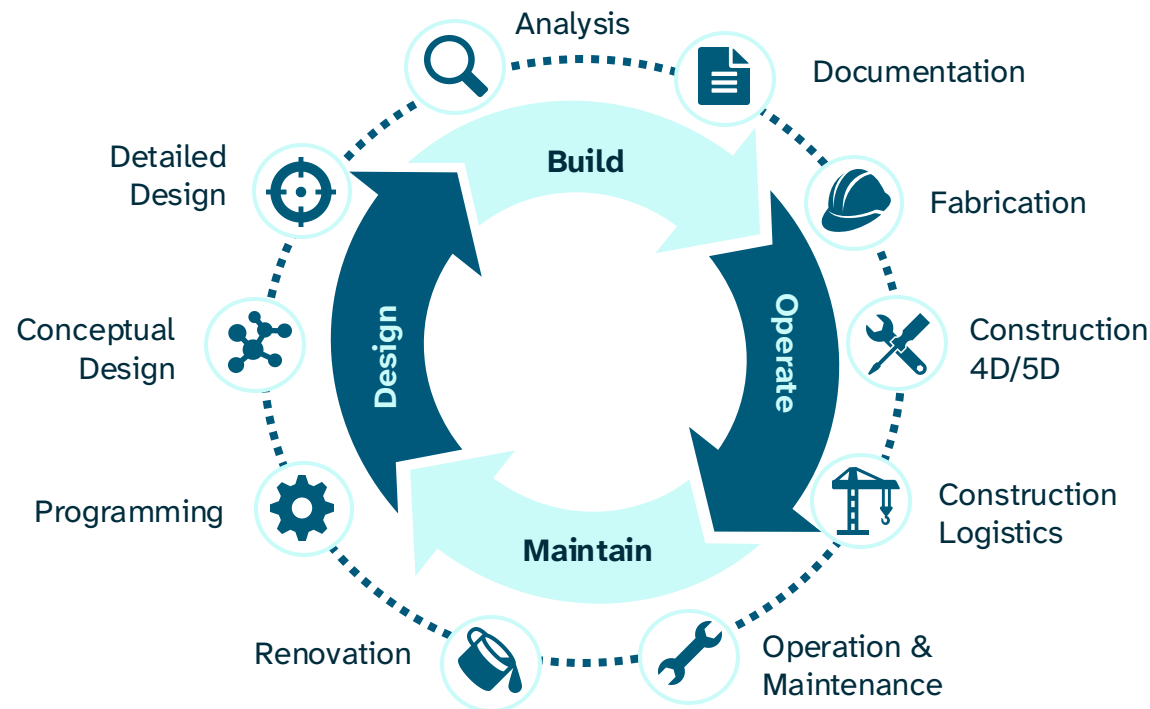 Analysis
Documentation
Build
Detailed
Design
Fabrication
Design
Operate
Conceptual
Design
Construction
4D/5D
Programming
Construction
Logistics
Maintain
Renovation
Operation &
Maintenance